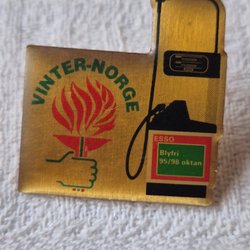 VINTER-NORGE
ESSO
Blyfri
95/98 oktan